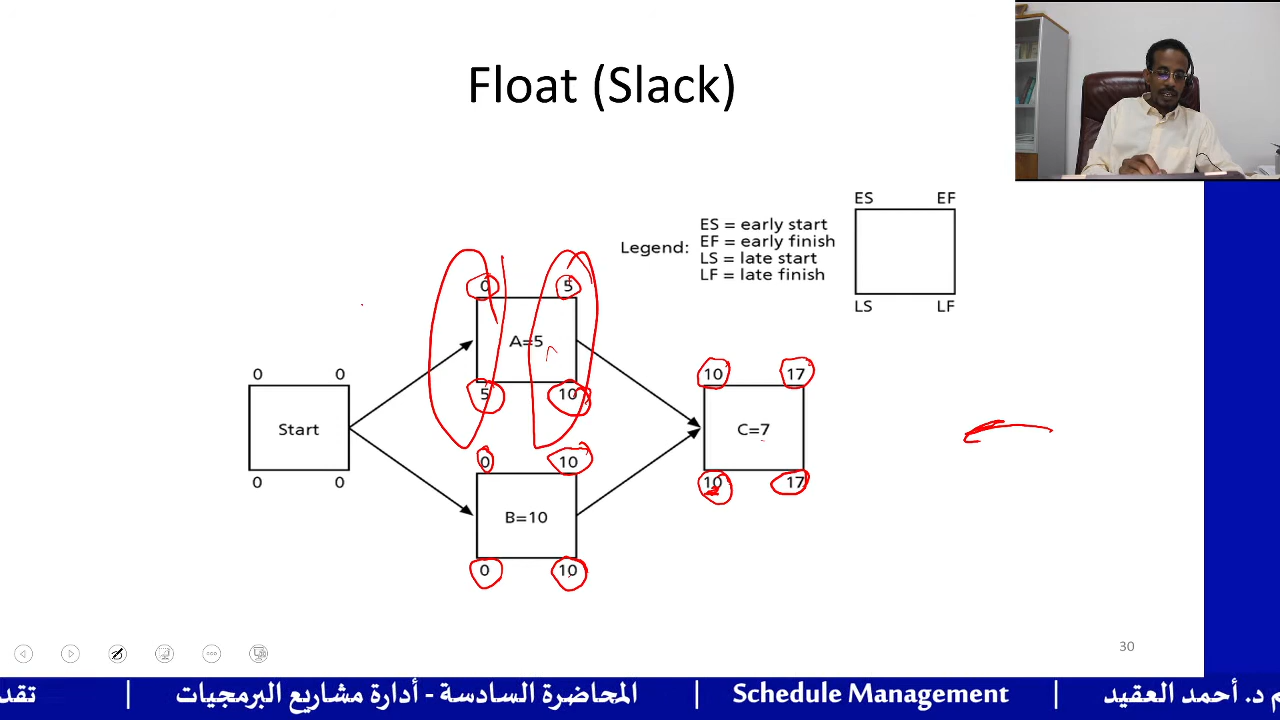 Float (Slack)
ES EF
ES = early start
EF = early finish
Legend:
LS = late start
LF = late finish
LS LF
0 5
A=5
5 10
0 0
Start
0 0
10 17
C=7
10 17
0 10
B=10
0 10
30
تقد | المحاضرة السادسة - أدارة مشاريع البرمجيات | Schedule Management | م د. أحمد العقيد